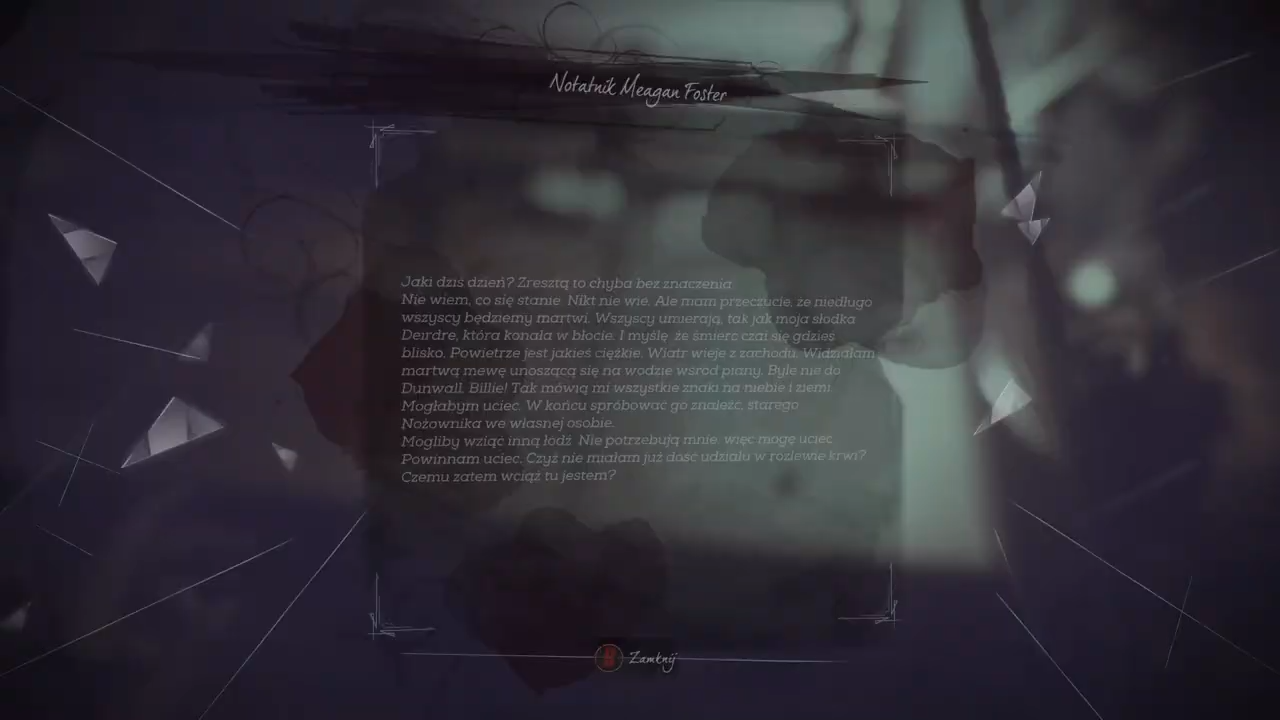 Notatnik Meagan Foster
Jaki dziś dzień? Zresztą to chyba bez znaczenia
Nie wiem, co się stanie. Nikt nie wie. Ale mam przeczucie, że niedługo
wszyscy będziemy martwi. Wszyscy umierają, tak jak moja słodka
Deirdre, która konała w błocie. I myślę, że śmierć czai się gdzieś
blisko. Powietrze jest jakieś ciężkie. Wiatr wieje z zachodu. Widziałam
martwą mewę unoszącą się na wodzie wśród piany. Byle nie do
Dunwall, Billie! Tak mówią mi wszystkie znaki na niebie i ziemi.
Mogłabym uciec. W końcu spróbować go znaleźć, starego
Nożownika we własnej osobie.
Mogliby wziąć inną łódź. Nie potrzebują mnie, więc mogę uciec.
Powinnam uciec. Czyż nie miałam już dość udziału w rozlewie krwi?
Czemu zatem wciąż tu jestem?
Zamknij